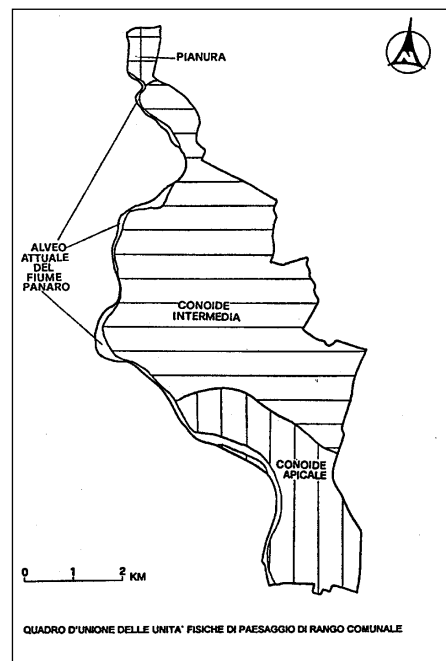 PIANURA
ALVEO
ATTUALE
DEL
FIUME
PANARO
CONOIDE
INTERMEDIA
CONOIDE
APICALE
0 1 2 KM
QUADRO D'UNIONE DELLE UNITA' FISICHE DI PAESAGGIO DI RANGO COMUNALE